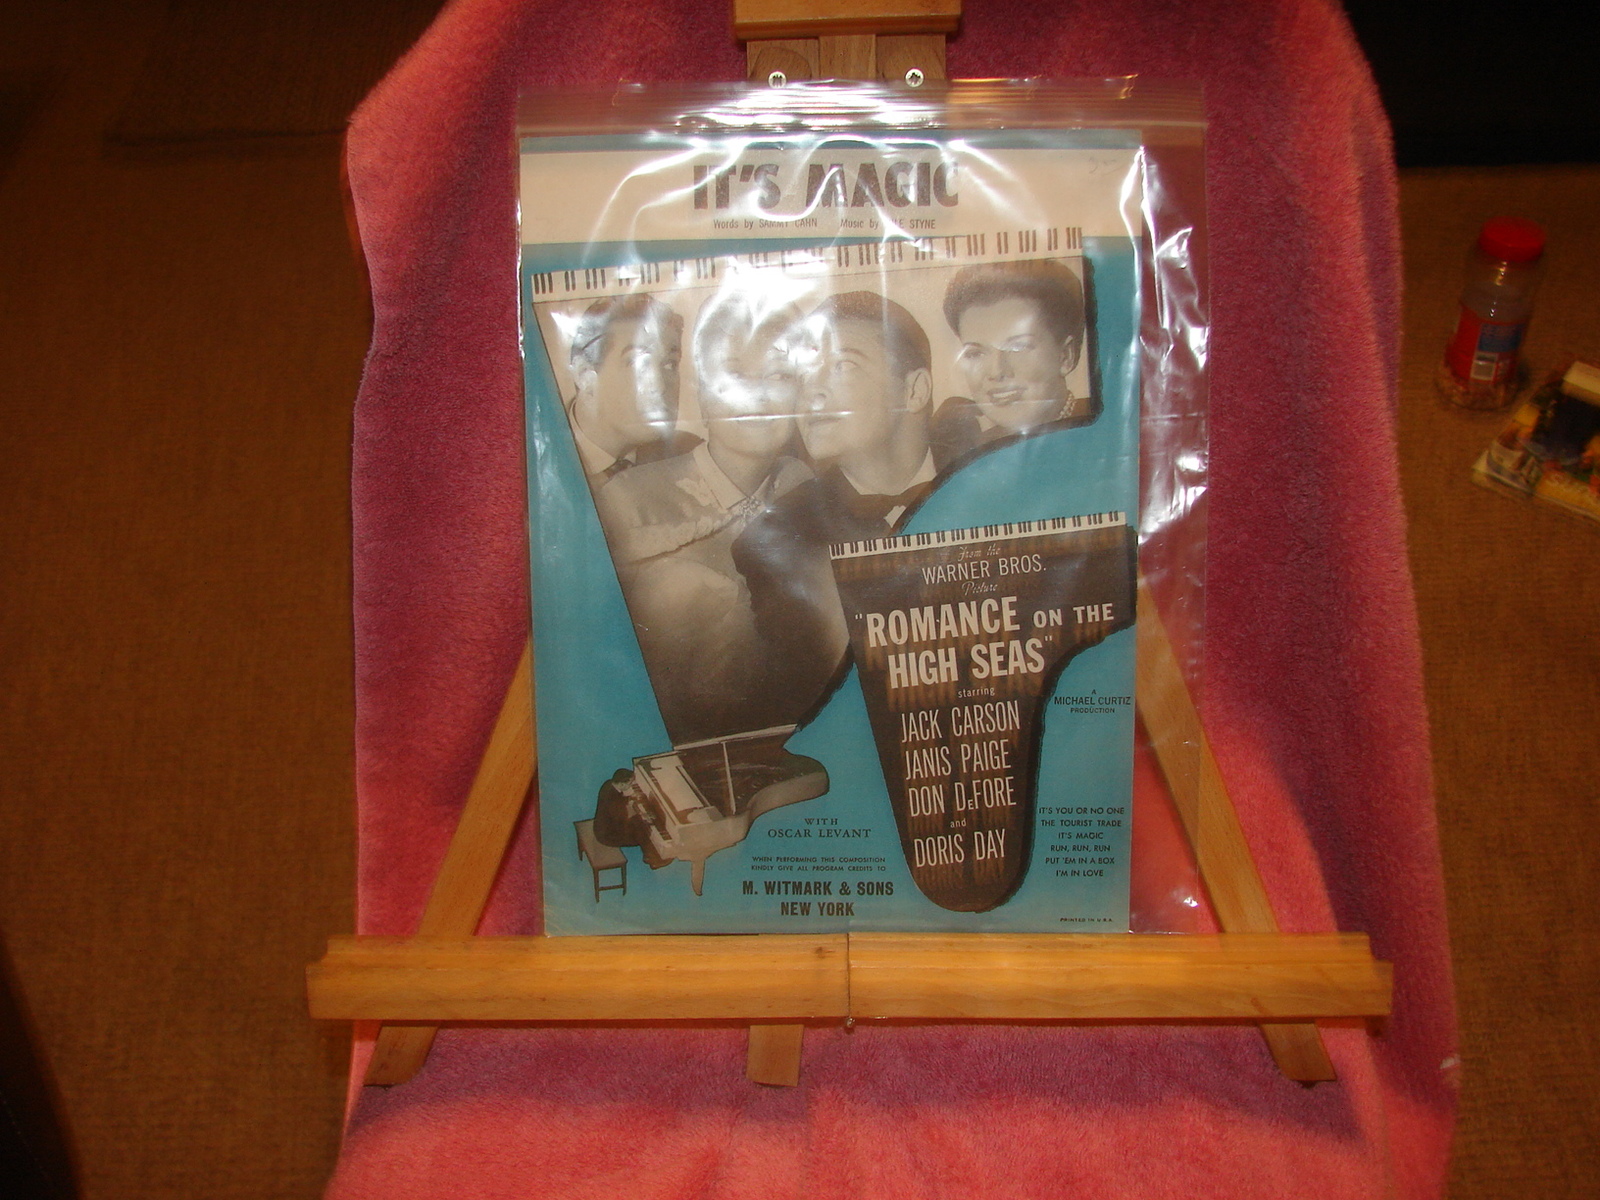 IT'S MAGIC
Words by SAMMY CAHN Music by STYNE
From the
WARNER BROS.
Picture
"ROMANCE ON THE
HIGH SEAS"
starring
JACK CARSON
JANIS PAIGE
DON DeFORE
and
DORIS DAY
A
MICHAEL CURTIZ
PRODUCTION
WITH
OSCAR LEVANT
WHEN PERFORMING THIS COMPOSITION
KINGLY GIVE ALL PROGRAM CREDITS TO
M. WITMARK & SONS
NEW YORK
IT'S YOU OR NO ONE
THE TOURIST TRADE
IT'S MAGIC
RUN, RUN, RUN
PUT 'EM IN A BOX
I'M IN LOVE
PRINTED IN U.S.A.